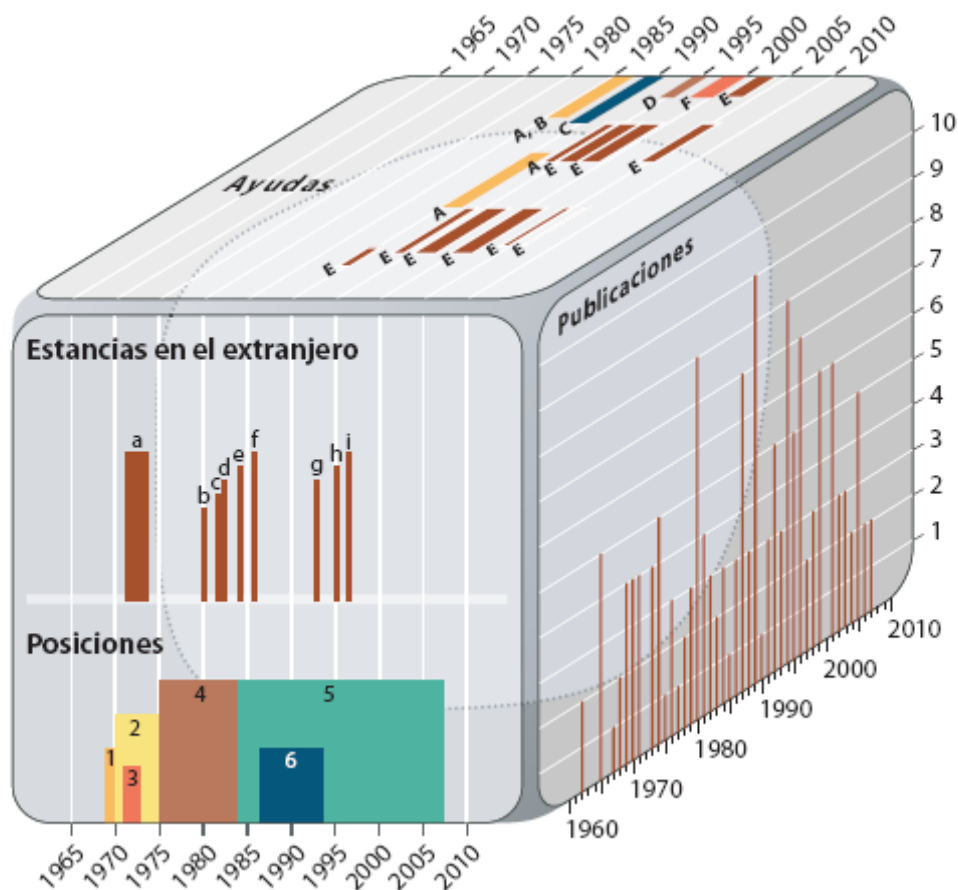 1965 1970 1975 1980 1985 1990 1995 2000 2005 2010
A, B C D F E
A E E E
Ayudas
A
E E E E E E
10
9
8
7
6
5
4
3
2
1
Publicaciones
Estancias en el extranjero
a b c d e f g h i
Posiciones
1 2 3 4 5 6
1965 1970 1975 1980 1985 1990 1995 2000 2005 2010
1960 1970 1980 1990 2000 2010